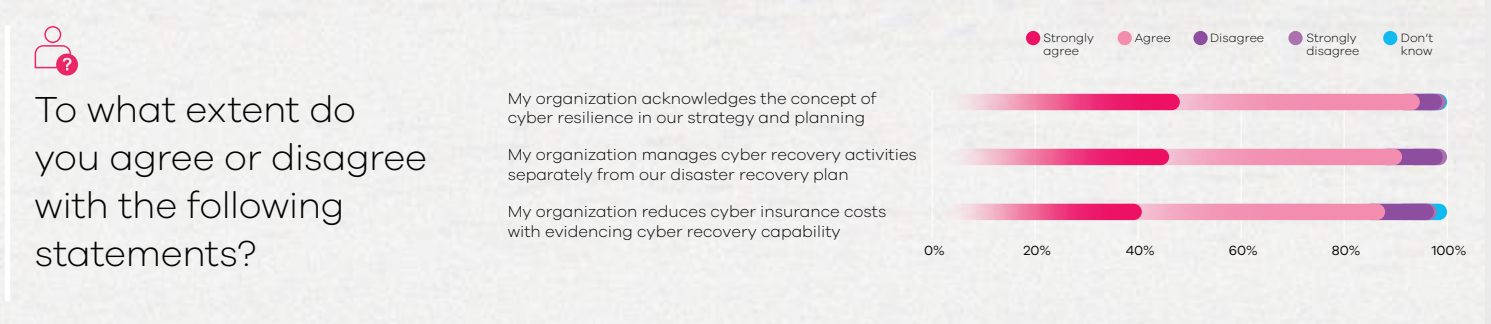 ?
To what extent do
you agree or disagree
with the following
statements?
Strongly
agree
Agree
Disagree
Strongly
disagree
Don't
know
My organization acknowledges the concept of
cyber resilience in our strategy and planning
My organization manages cyber recovery activities
separately from our disaster recovery plan
My organization reduces cyber insurance costs
with evidencing cyber recovery capability
0% 20% 40% 60% 80% 100%